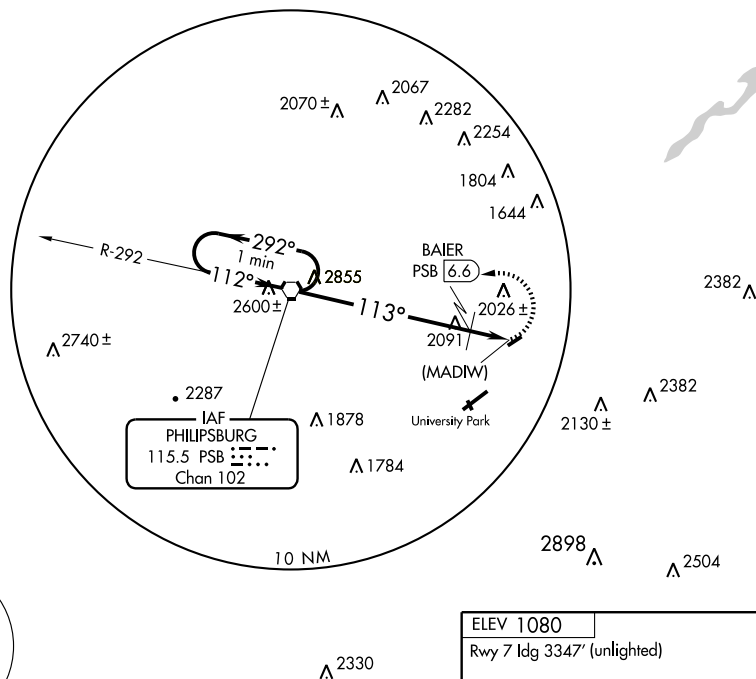 2067
2070 ±
2282
2254
1804
1644
R-292
292°
1 min
112°
2855
2600 ±
BAIER
PSB 6.6
2026 ±
2382
113°
2091
2740 ±
(MADIW)
2287
2382
IAF
PHILIPSBURG
115.5 PSB
Chan 102
1878
University Park
2130 ±
1784
10 NM
2898
2504
ELEV 1080
Rwy 7 ldg 3347' (unlighted)
2330